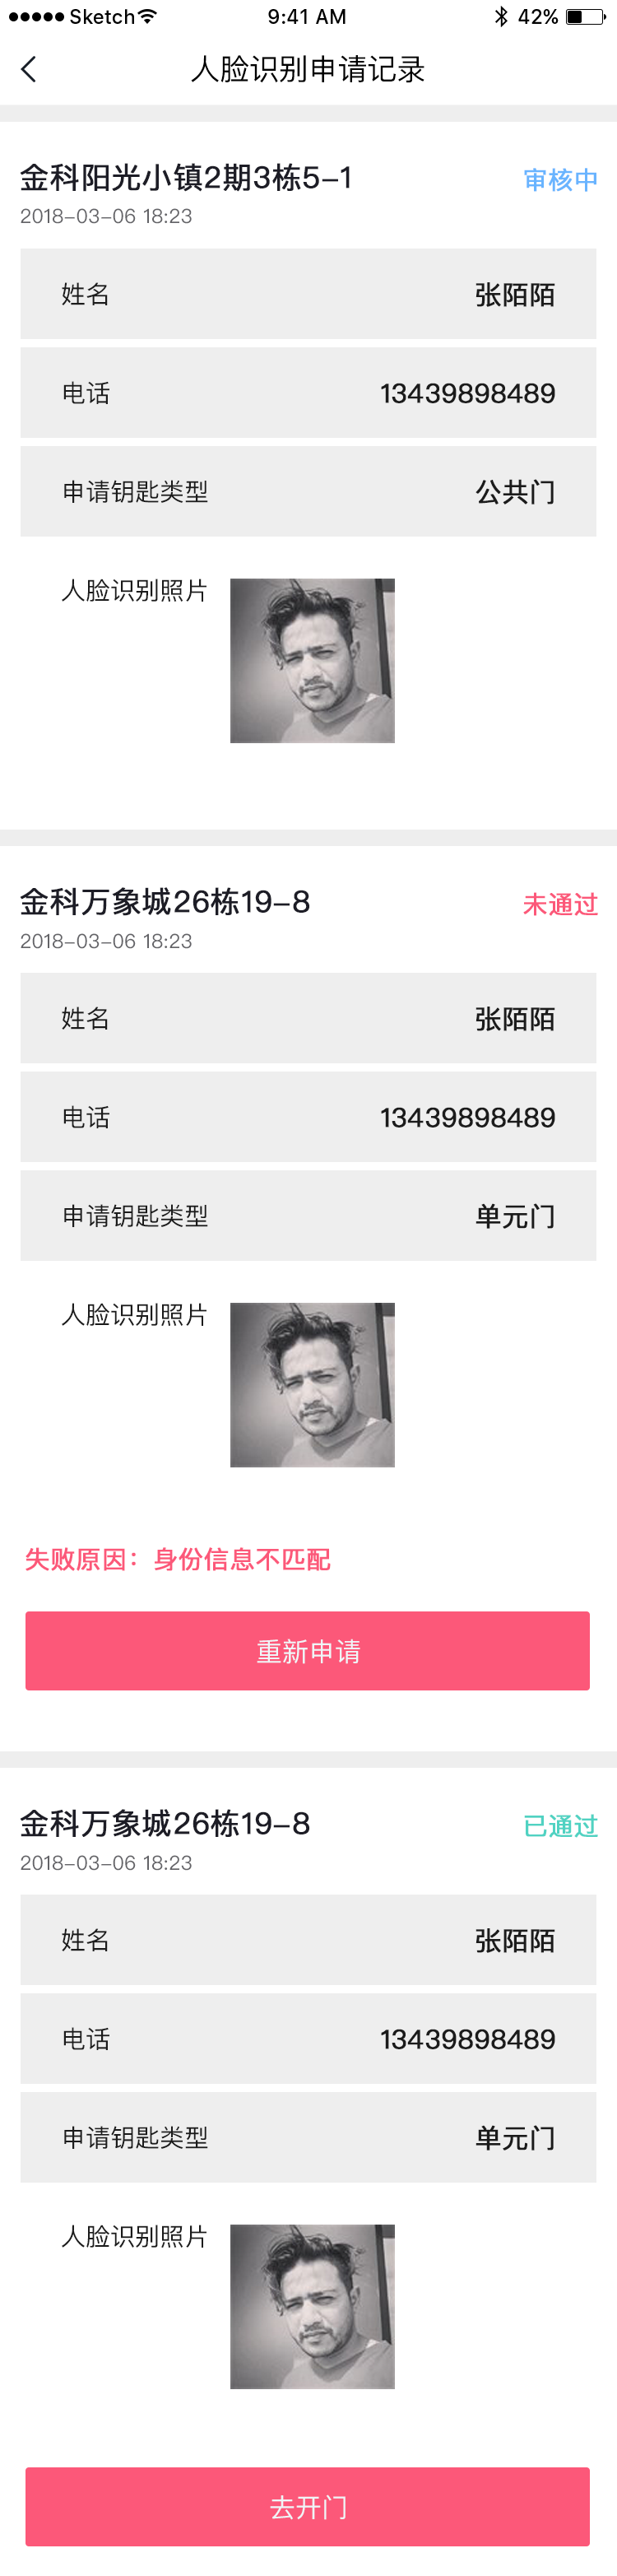 Sketch 9:41 AM 42%
人脸识别申请记录
金科阳光小镇2期3栋5-1 审核中
2018-03-06 18:23
姓名 张陌陌
电话 13439898489
申请钥匙类型 公共门
人脸识别照片
金科万象城26栋19-8 未通过
2018-03-06 18:23
姓名 张陌陌
电话 13439898489
申请钥匙类型 单元门
人脸识别照片
失败原因：身份信息不匹配
重新申请
金科万象城26栋19-8 已通过
2018-03-06 18:23
姓名 张陌陌
电话 13439898489
申请钥匙类型 单元门
人脸识别照片
去开门